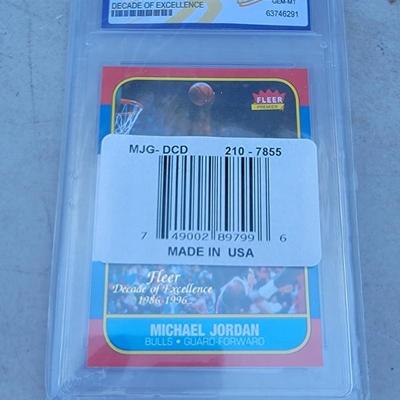 DECADE OF EXCELLENCE
GEM-MT
63746291
FLEER
PREMIER
MJG- DCD 210 - 7855
7 49002 89799 6
MADE IN USA
Fleer
Decade of Excellence
1986-1996
MICHAEL JORDAN
BULLS • GUARD-FORWARD